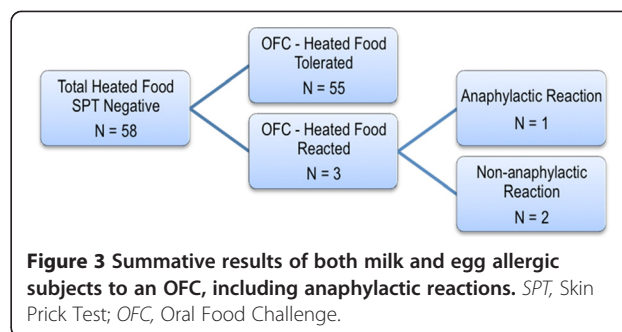 OFC - Heated Food
Tolerated
N = 55
Total Heated Food
SPT Negative
N = 58
Anaphylactic Reaction
N = 1
OFC - Heated Food
Reacted
N = 3
Non-anaphylactic
Reaction
N = 2
Figure 3 Summative results of both milk and egg allergic
subjects to an OFC, including anaphylactic reactions. SPT, Skin
Prick Test; OFC, Oral Food Challenge.